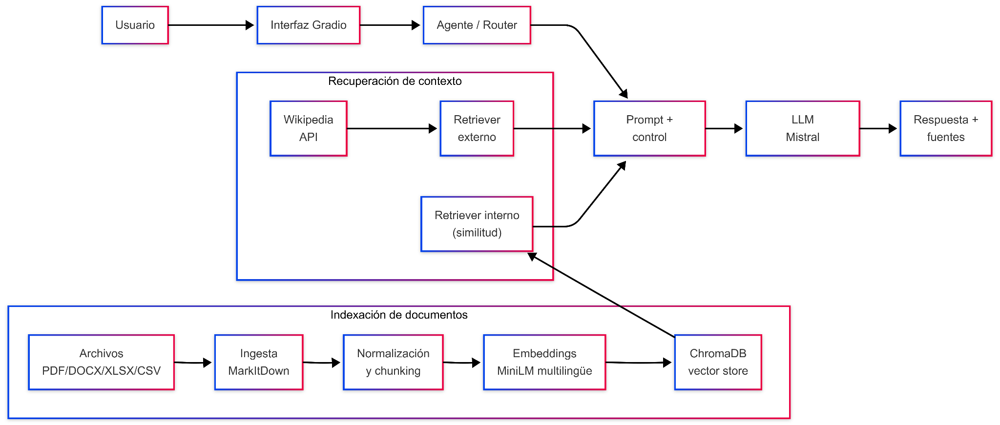 Usuario
Interfaz Gradio
Agente / Router
Recuperación de contexto
Wikipedia
API
Retriever
externo
Prompt +
control
LLM
Mistral
Respuesta +
fuentes
Retriever interno
(similitud)
Indexación de documentos
Archivos
PDF/DOCX/XLSX/CSV
Ingesta
MarkItDown
Normalización
y chunking
Embeddings
MiniLM multilingüe
ChromaDB
vector store